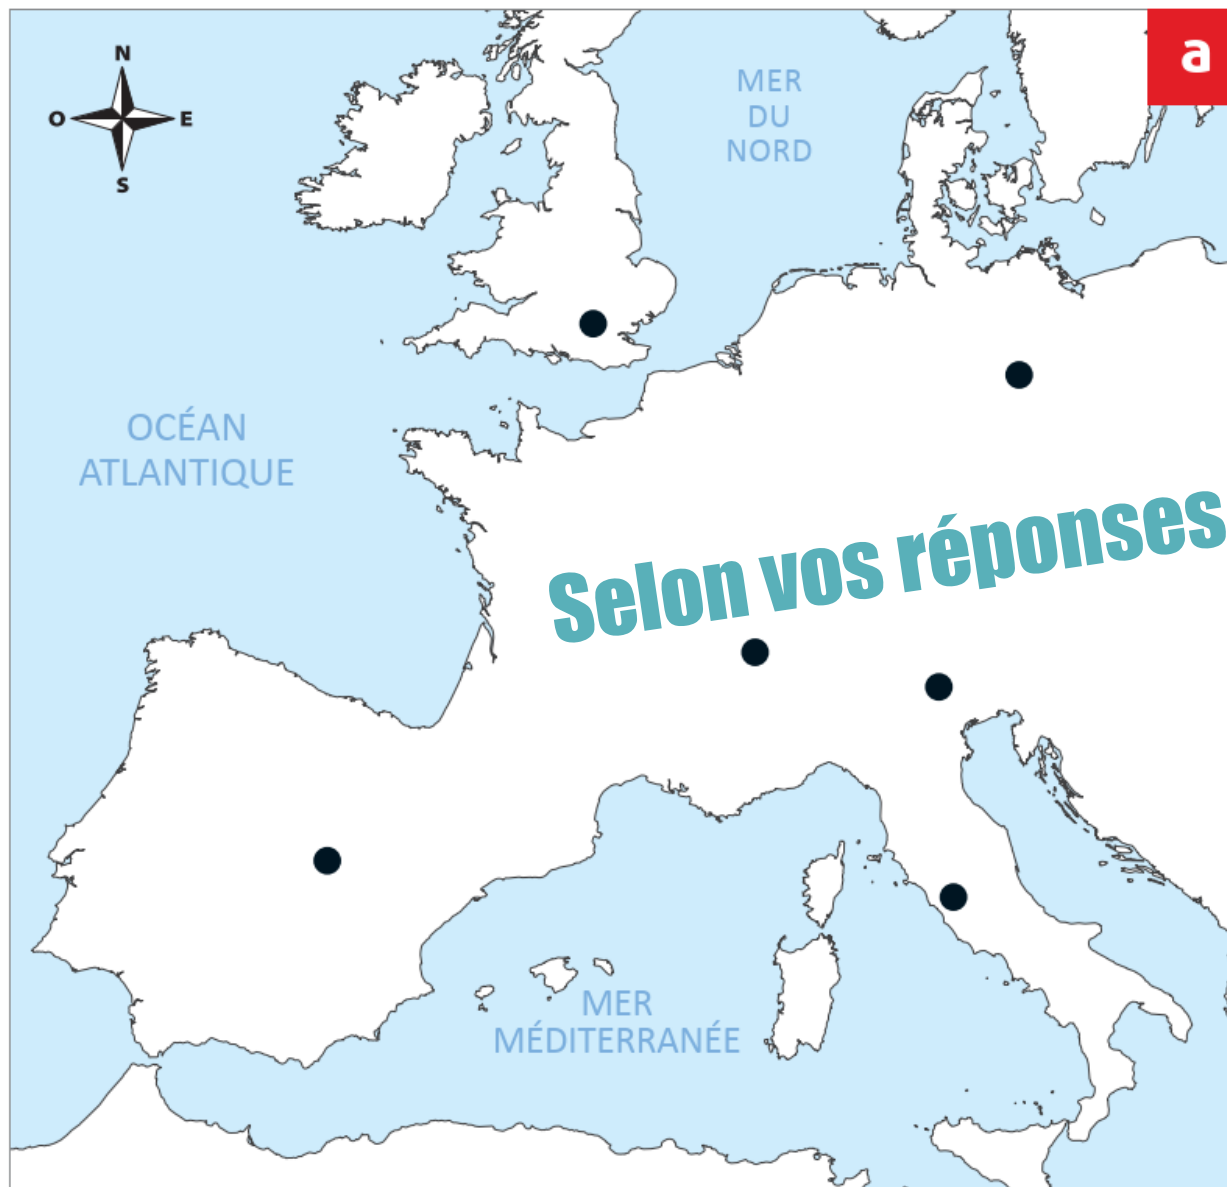 a
N
O E
S
MER
DU
NORD
OCÉAN
ATLANTIQUE
Selon vos réponses
MER
MÉDITERRANÉE